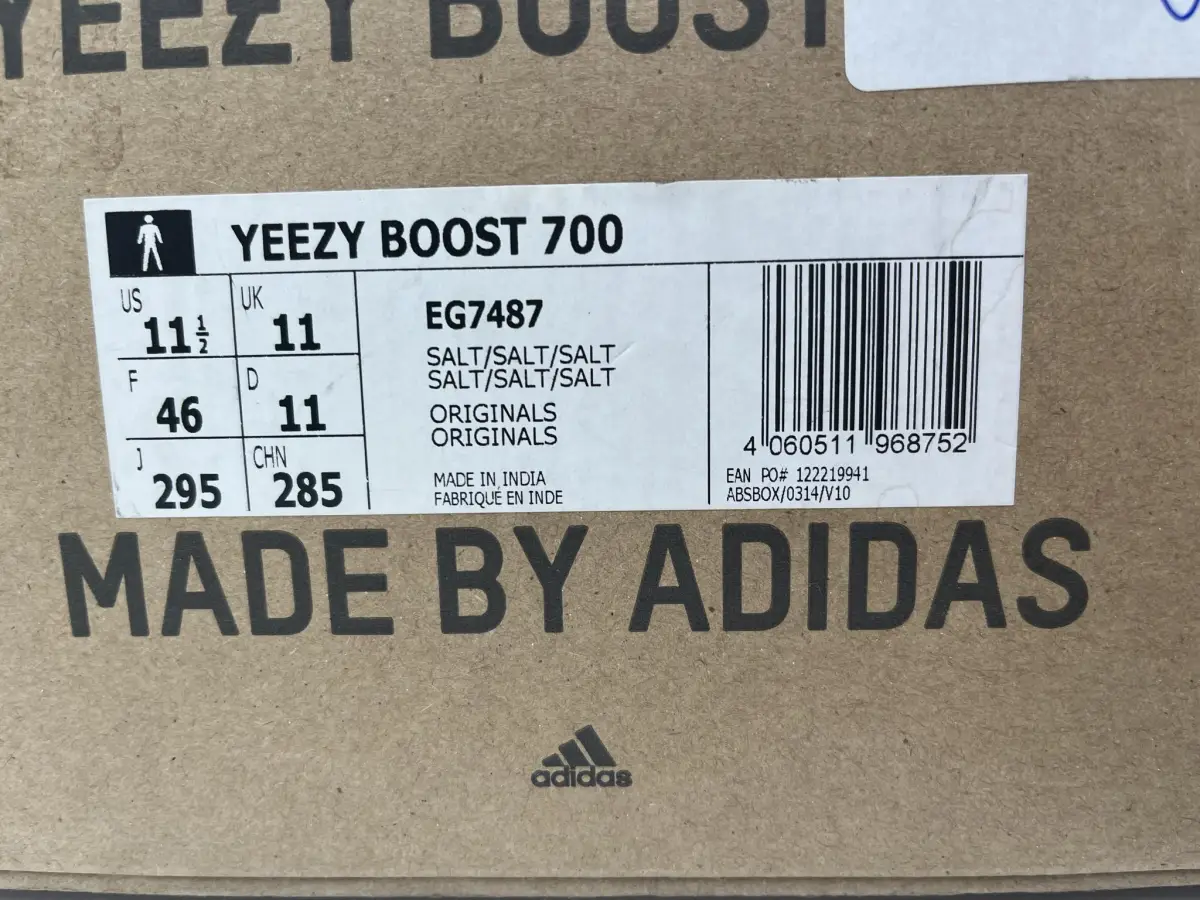 YEEZY BOOST
YEEZY BOOST 700
US
11 1/2
UK
11
F
46
D
11
J
295
CHN
285
EG7487
SALT/SALT/SALT
SALT/SALT/SALT
ORIGINALS
ORIGINALS
MADE IN INDIA
FABRIQUÉ EN INDE
4 060511 968752
EAN PO# 122219941
ABSBOX/0314/V10
MADE BY ADIDAS
adidas